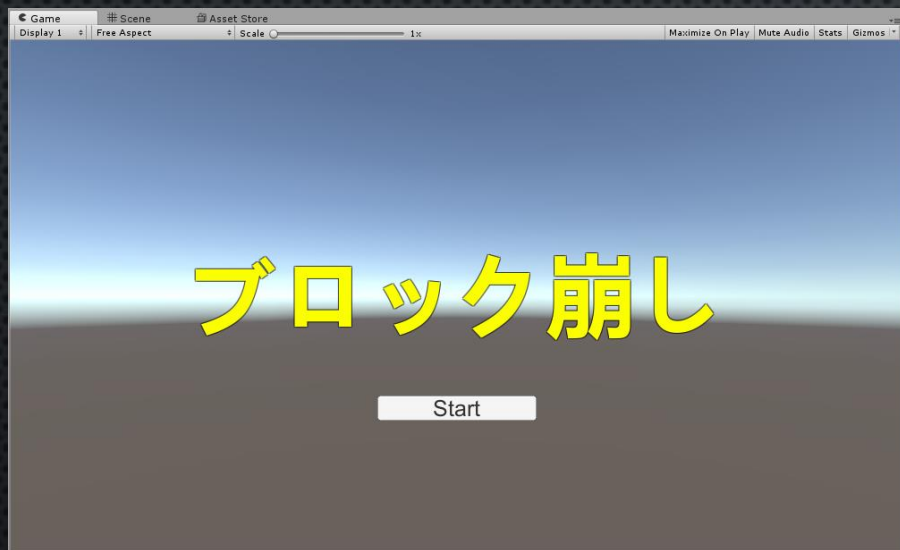 Game Scene Asset Store
Display 1 Free Aspect Scale 1x Maximize On Play Mute Audio Stats Gizmos
ブロック崩し
Start